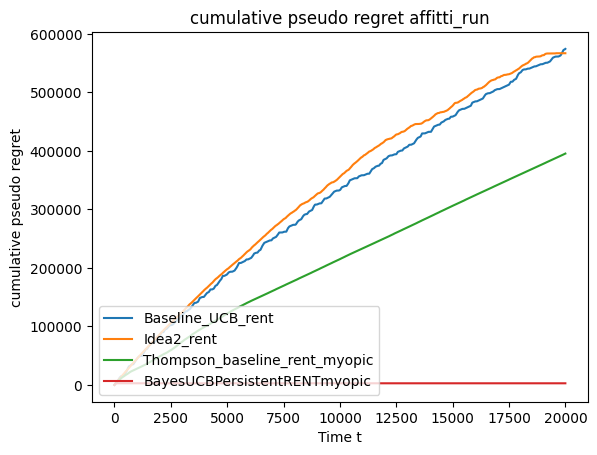 cumulative pseudo regret affitti_run
cumulative pseudo regret
600000
500000
400000
300000
200000
100000
0
Baseline_UCB_rent
Idea2_rent
Thompson_baseline_rent_myopic
BayesUCBPersistentRENTmyopic
0 2500 5000 7500 10000 12500 15000 17500 20000
Time t